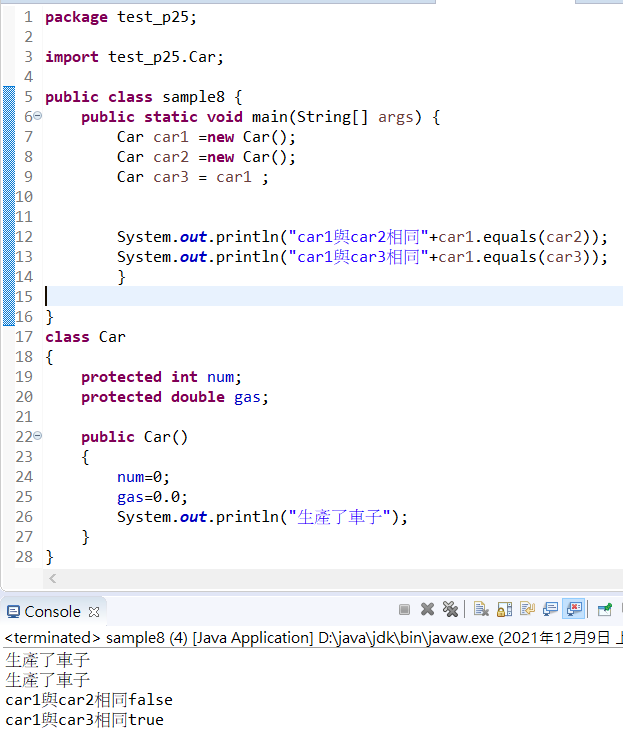 1 package test_p25;
2
3 import test_p25.Car;
4
5 public class sample8 {
6 public static void main(String[] args) {
7 Car car1 =new Car();
8 Car car2 =new Car();
9 Car car3 = car1 ;
10
11
12 System.out.println("car1與car2相同"+car1.equals(car2));
13 System.out.println("car1與car3相同"+car1.equals(car3));
14 }
15
16 }
17 class Car
18 {
19 protected int num;
20 protected double gas;
21
22 public Car()
23 {
24 num=0;
25 gas=0.0;
26 System.out.println("生產了車子");
27 }
28 }
Console
<terminated> sample8 (4) [Java Application] D:\java\jdk\bin\javaw.exe (2021年12月9日 上
生產了車子
生產了車子
car1與car2相同false
car1與car3相同true